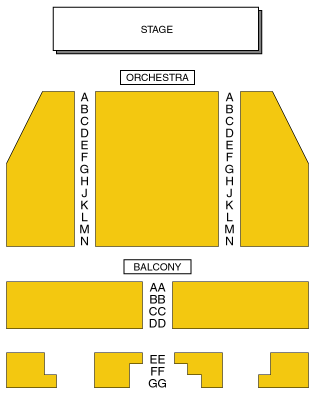 STAGE
ORCHESTRA
A A
B B
C C
D D
E E
F F
G G
H H
J J
K K
L L
M M
N N
BALCONY
AA
BB
CC
DD
EE
FF
GG